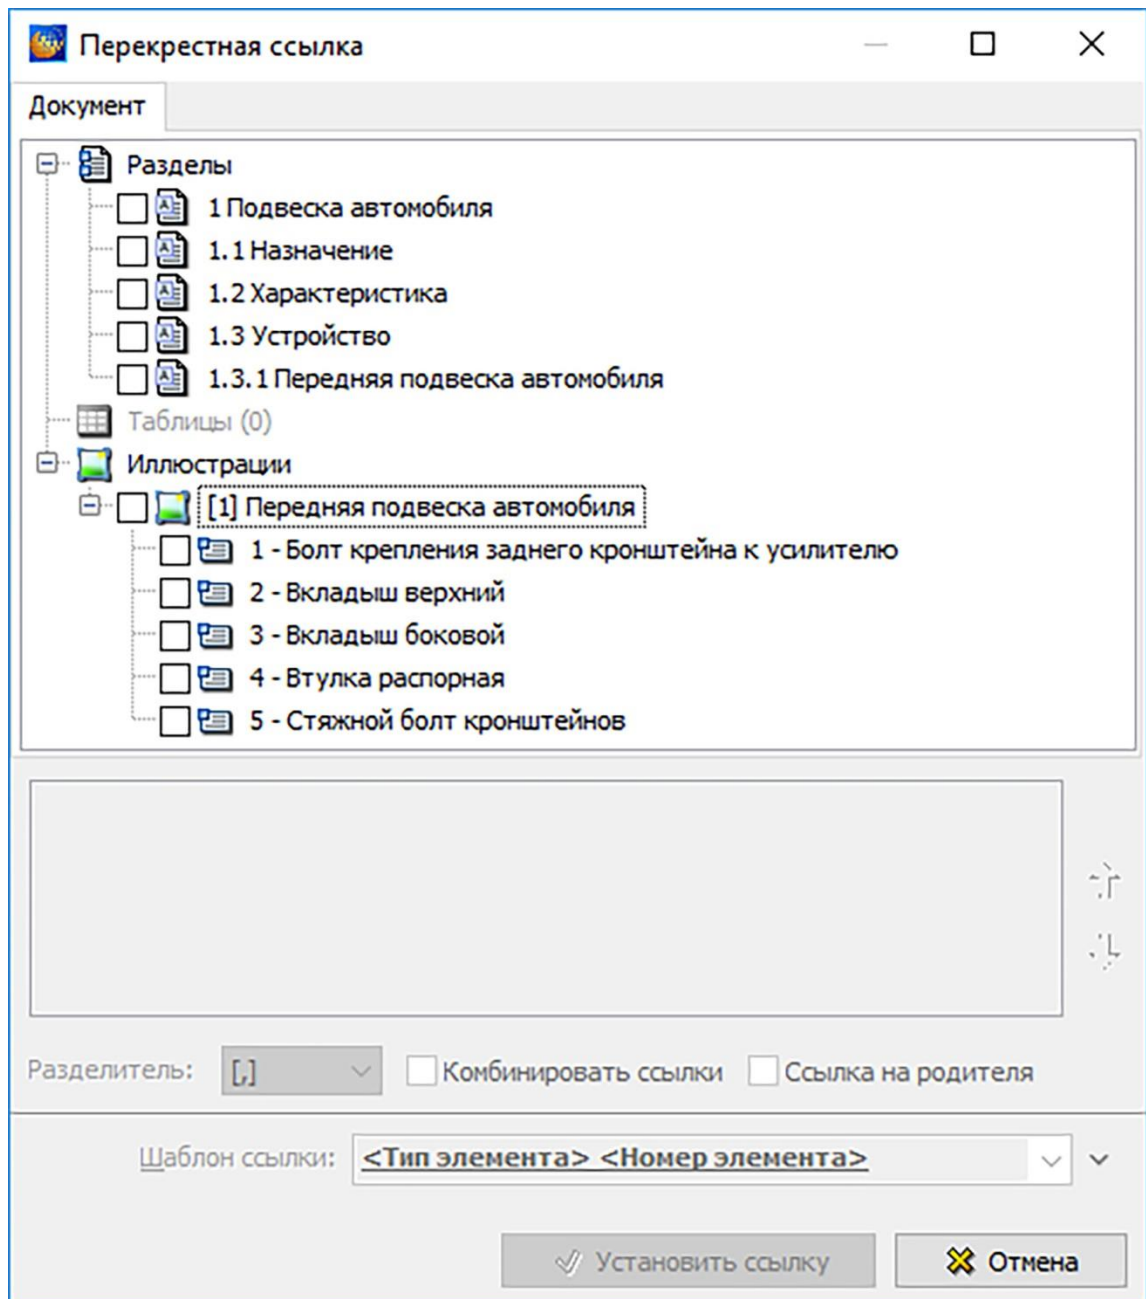 Перекрестная ссылка
Документ
Разделы
1 Подвеска автомобиля
1.1 Назначение
1.2 Характеристика
1.3 Устройство
1.3.1 Передняя подвеска автомобиля
Таблицы (0)
Иллюстрации
[1] Передняя подвеска автомобиля
1 - Болт крепления заднего кронштейна к усилителю
2 - Вкладыш верхний
3 - Вкладыш боковой
4 - Втулка распорная
5 - Стяжной болт кронштейнов
Разделитель: [,] Комбинировать ссылки Ссылка на родителя
Шаблон ссылки: <Тип элемента> <Номер элемента>
Установить ссылку Отмена